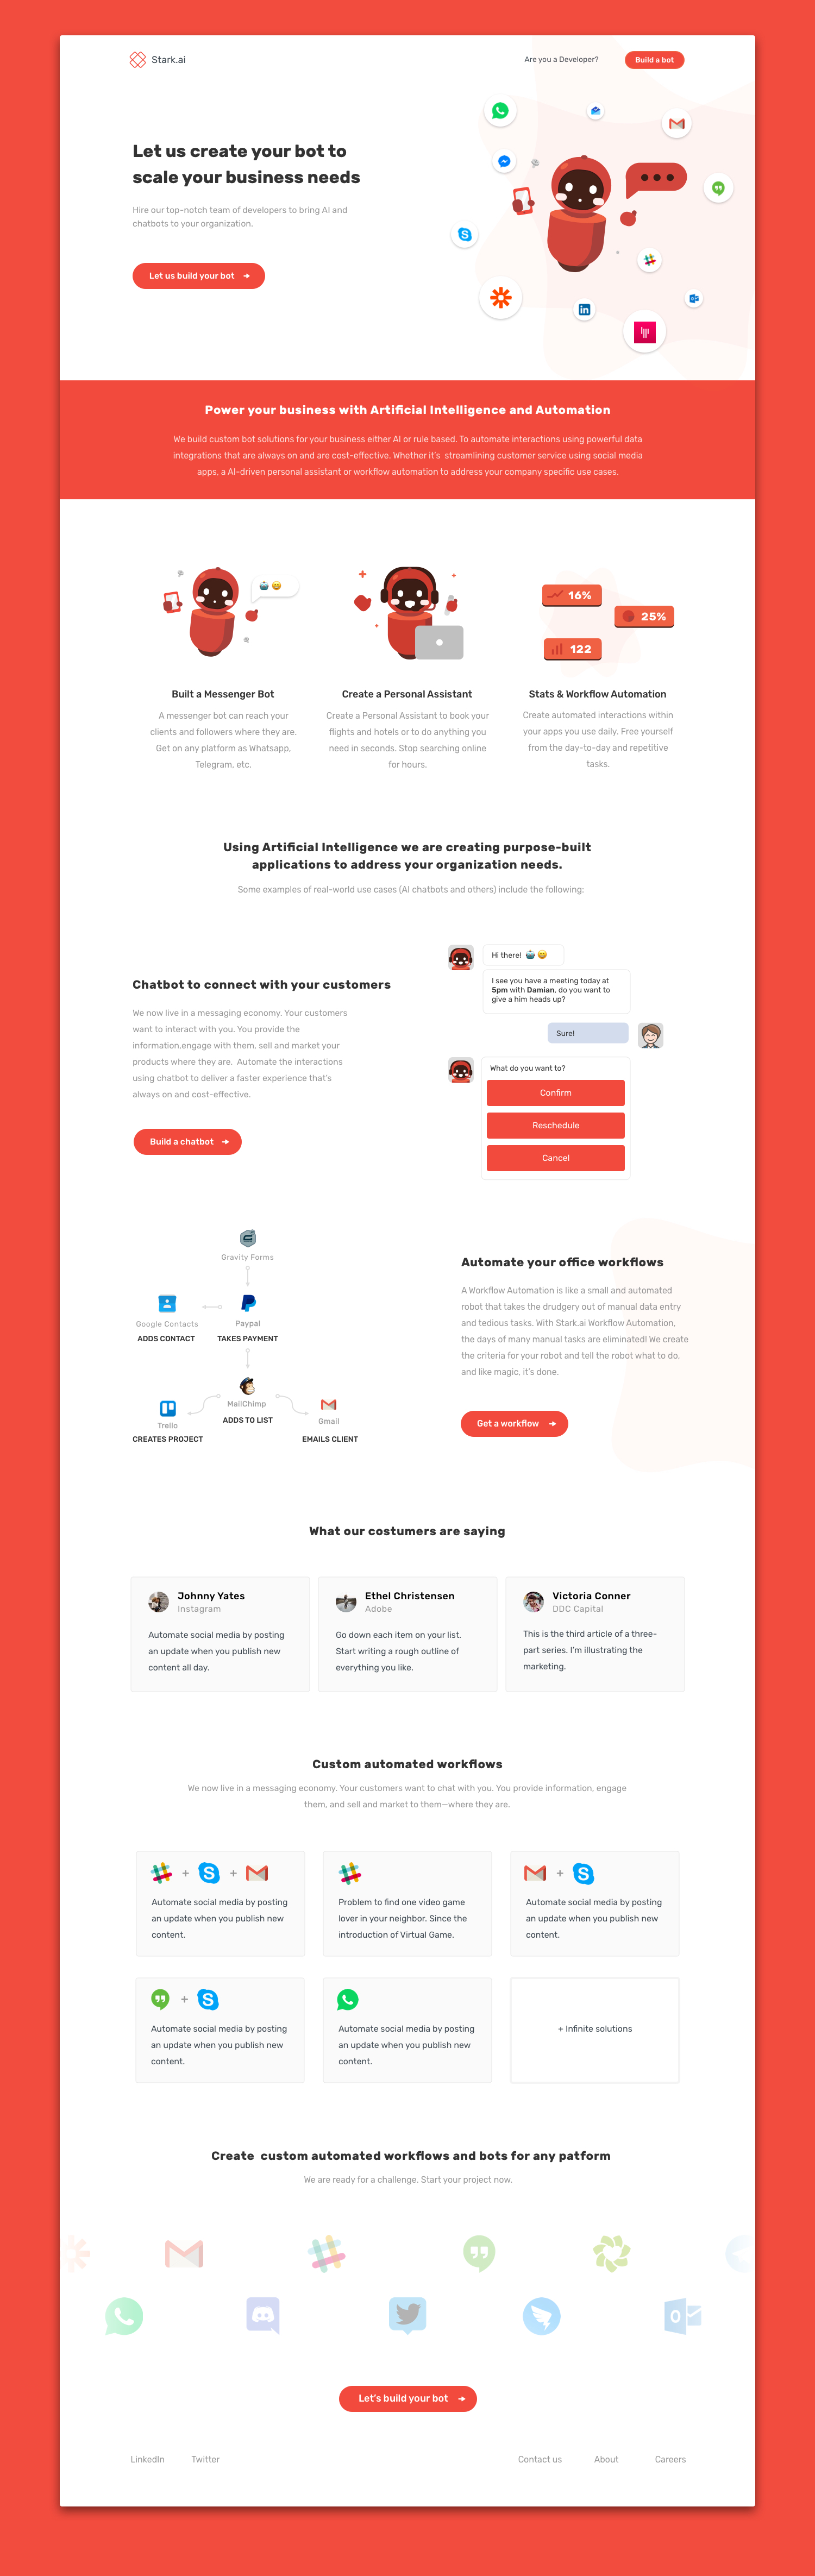 Stark.ai
Are you a Developer?
Build a bot
Let us create your bot to
scale your business needs
Hire our top-notch team of developers to bring AI and
chatbots to your organization.
Let us build your bot
Power your business with Artificial Intelligence and Automation
We build custom bot solutions for your business either AI or rule based. To automate interactions using powerful data
integrations that are always on and are cost-effective. Whether it's  streamlining customer service using social media
apps, a AI-driven personal assistant or workflow automation to address your company specific use cases.
16%
25%
122
Built a Messenger Bot
A messenger bot can reach your
clients and followers where they are.
Get on any platform as Whatsapp,
Telegram, etc.
Create a Personal Assistant
Create a Personal Assistant to book your
flights and hotels or to do anything you
need in seconds. Stop searching online
for hours.
Stats & Workflow Automation
Create automated interactions within
your apps you use daily. Free yourself
from the day-to-day and repetitive
tasks.
Using Artificial Intelligence we are creating purpose-built
applications to address your organization needs.
Some examples of real-world use cases (AI chatbots and others) include the following:
Chatbot to connect with your customers
We now live in a messaging economy. Your customers
want to interact with you. You provide the
information,engage with them, sell and market your
products where they are.  Automate the interactions
using chatbot to deliver a faster experience that's
always on and cost-effective.
Build a chatbot
Hi there! 🤖 😄
I see you have a meeting today at
5pm with Damian, do you want to
give a him heads up?
Sure!
What do you want to?
Confirm
Reschedule
Cancel
Gravity Forms
Google Contacts
ADDS CONTACT
Paypal
TAKES PAYMENT
MailChimp
ADDS TO LIST
Trello
CREATES PROJECT
Gmail
EMAILS CLIENT
Automate your office workflows
A Workflow Automation is like a small and automated
robot that takes the drudgery out of manual data entry
and tedious tasks. With Stark.ai Workflow Automation,
the days of many manual tasks are eliminated! We create
the criteria for your robot and tell the robot what to do,
and like magic, it's done.
Get a workflow
What our costumers are saying
Johnny Yates
Instagram
Automate social media by posting
an update when you publish new
content all day.
Ethel Christensen
Adobe
Go down each item on your list.
Start writing a rough outline of
everything you like.
Victoria Conner
DDC Capital
This is the third article of a three-
part series. I'm illustrating the
marketing.
Custom automated workflows
We now live in a messaging economy. Your customers want to chat with you. You provide information, engage
them, and sell and market to them—where they are.
+ +
Automate social media by posting
an update when you publish new
content.
Problem to find one video game
lover in your neighbor. Since the
introduction of Virtual Game.
+
Automate social media by posting
an update when you publish new
content.
+
Automate social media by posting
an update when you publish new
content.
Automate social media by posting
an update when you publish new
content.
+ Infinite solutions
Create  custom automated workflows and bots for any patform
We are ready for a challenge. Start your project now.
Let's build your bot
LinkedIn
Twitter
Contact us
About
Careers